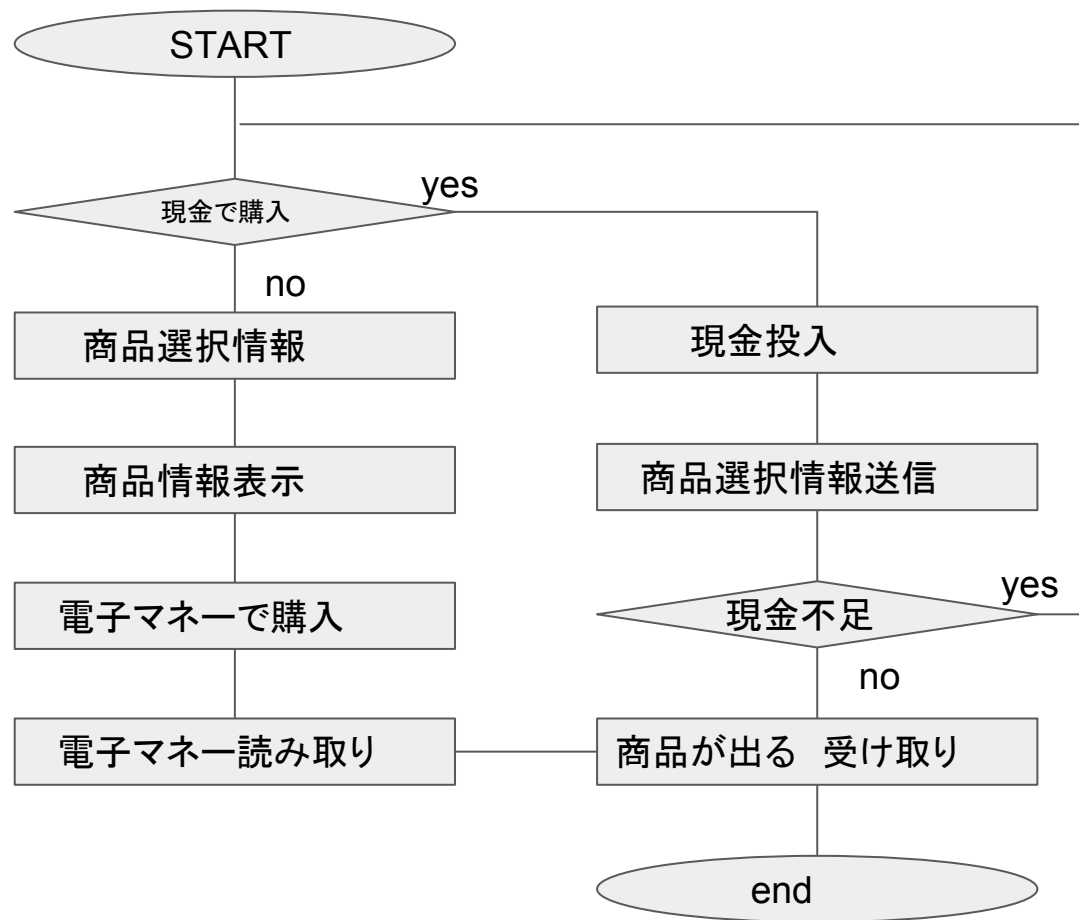 START
現金で購入
yes
no
商品選択情報
現金投入
商品情報表示
商品選択情報送信
電子マネーで購入
現金不足
yes
no
電子マネー読み取り
商品が出る　受け取り
end